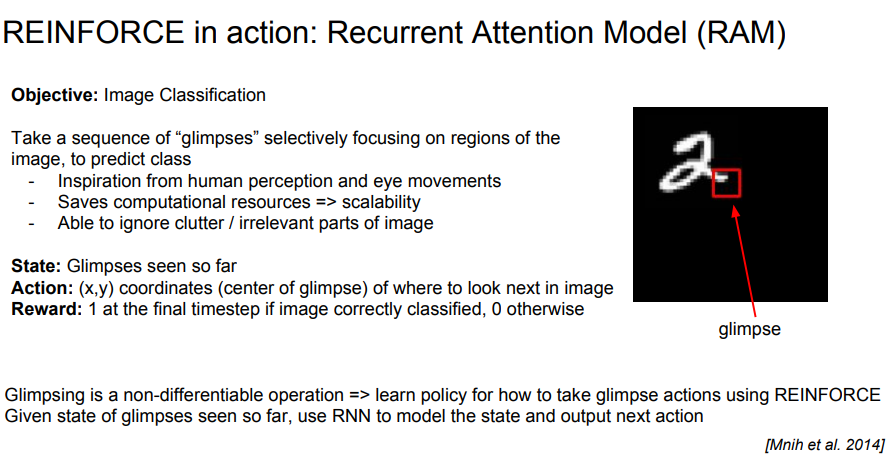 REINFORCE in action: Recurrent Attention Model (RAM)
Objective: Image Classification
Take a sequence of “glimpses” selectively focusing on regions of the
image, to predict class
- Inspiration from human perception and eye movements
- Saves computational resources => scalability
- Able to ignore clutter / irrelevant parts of image
State: Glimpses seen so far
Action: (x,y) coordinates (center of glimpse) of where to look next in image
Reward: 1 at the final timestep if image correctly classified, 0 otherwise
2
glimpse
Glimpsing is a non-differentiable operation => learn policy for how to take glimpse actions using REINFORCE
Given state of glimpses seen so far, use RNN to model the state and output next action
[Mnih et al. 2014]